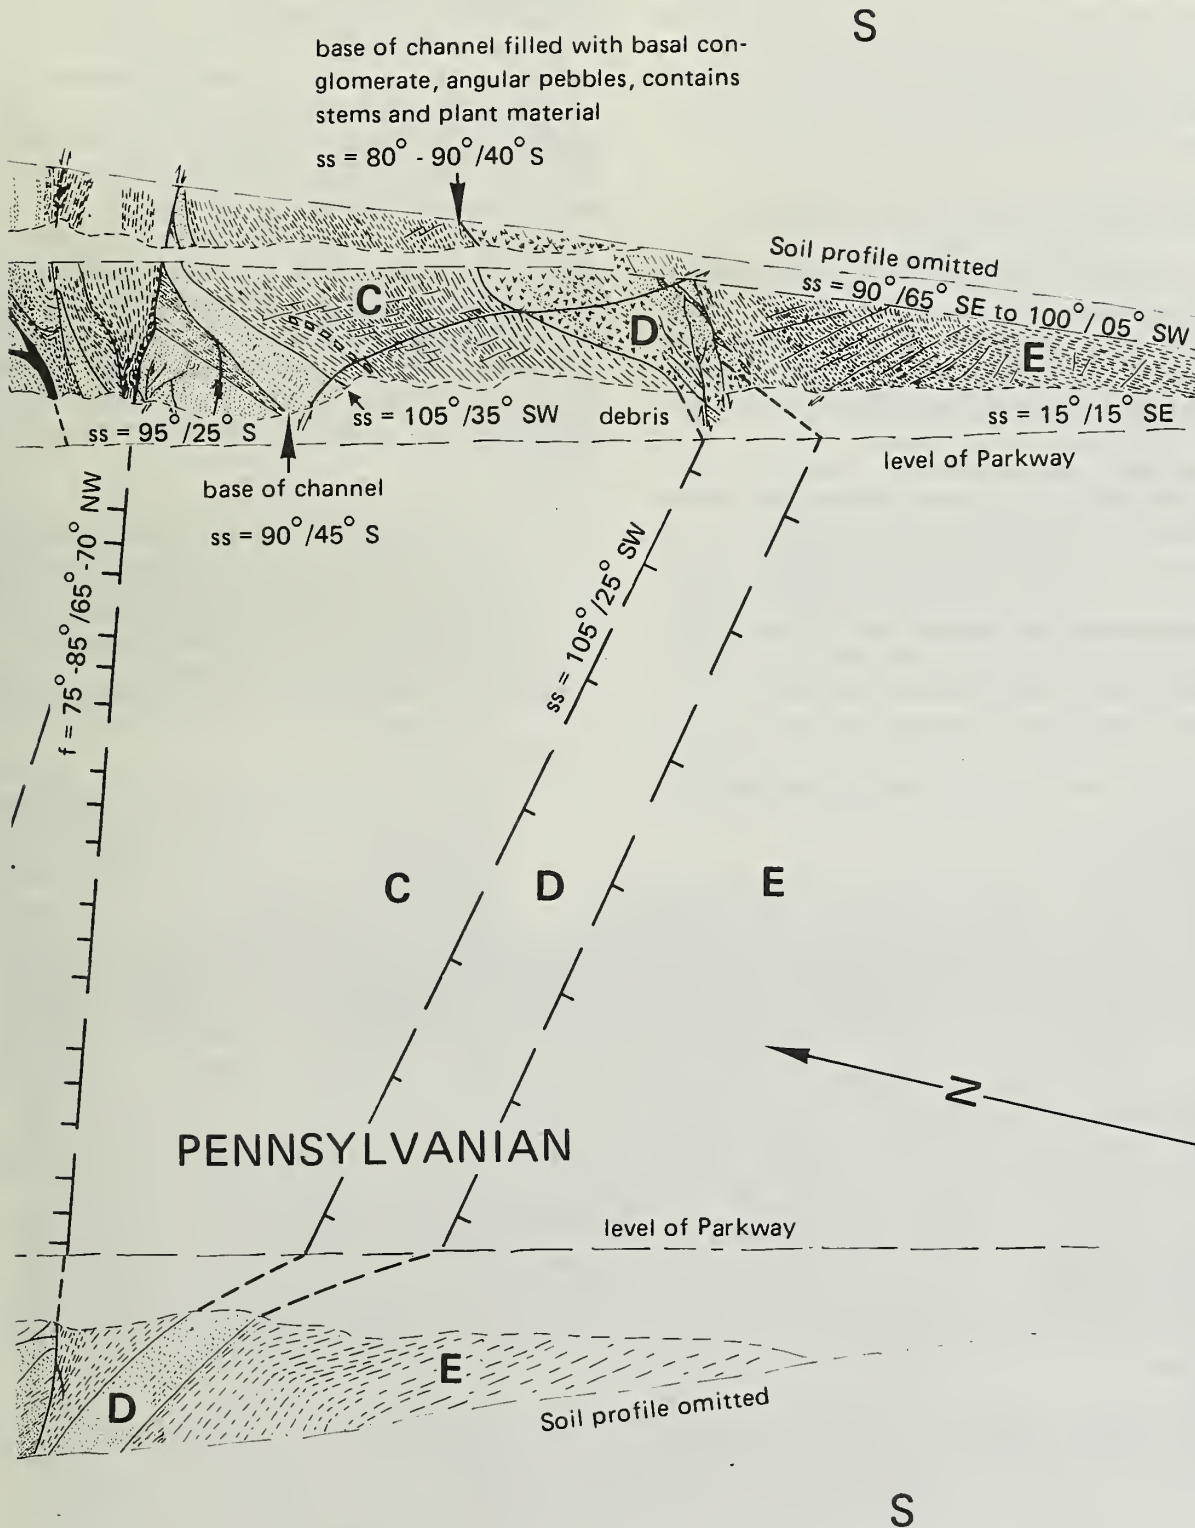 S
base of channel filled with basal con-
glomerate, angular pebbles, contains
stems and plant material
ss = 80° - 90°/40° S
Soil profile omitted
ss = 90°/65° SE to 100°/05° SW
C
D
E
ss = 95°/25° S
ss = 105°/35° SW
debris
ss = 15°/15° SE
level of Parkway
base of channel
ss = 90°/45° S
f = 75°-85°/65°-70° NW
ss = 105°/25° SW
C
D
E
N
PENNSYLVANIAN
level of Parkway
E
D
Soil profile omitted
S